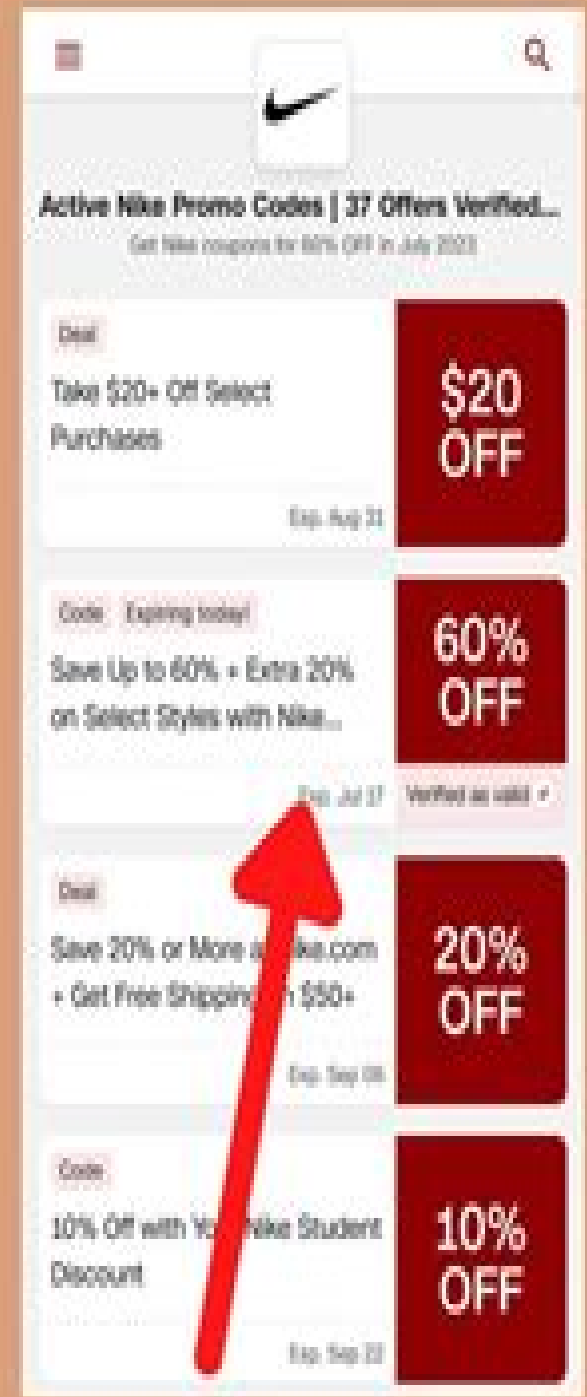 Active Nike Promo Codes | 37 Offers Verified...
Get Nike coupons for 60% OFF in July 2023
Deal
Take $20+ Off Select
Purchases
$20
OFF
Exp. Aug 31
Code Expiring today!
Save Up to 60% + Extra 20%
on Select Styles with Nike...
60%
OFF
Exp. Jul 17
Verified as valid ✓
Deal
Save 20% or More Nike.com
+ Get Free Shipping $50+
20%
OFF
Exp. Sep
Code
10% Off with Nike Student
Discount
10%
OFF
Exp. Sep 22